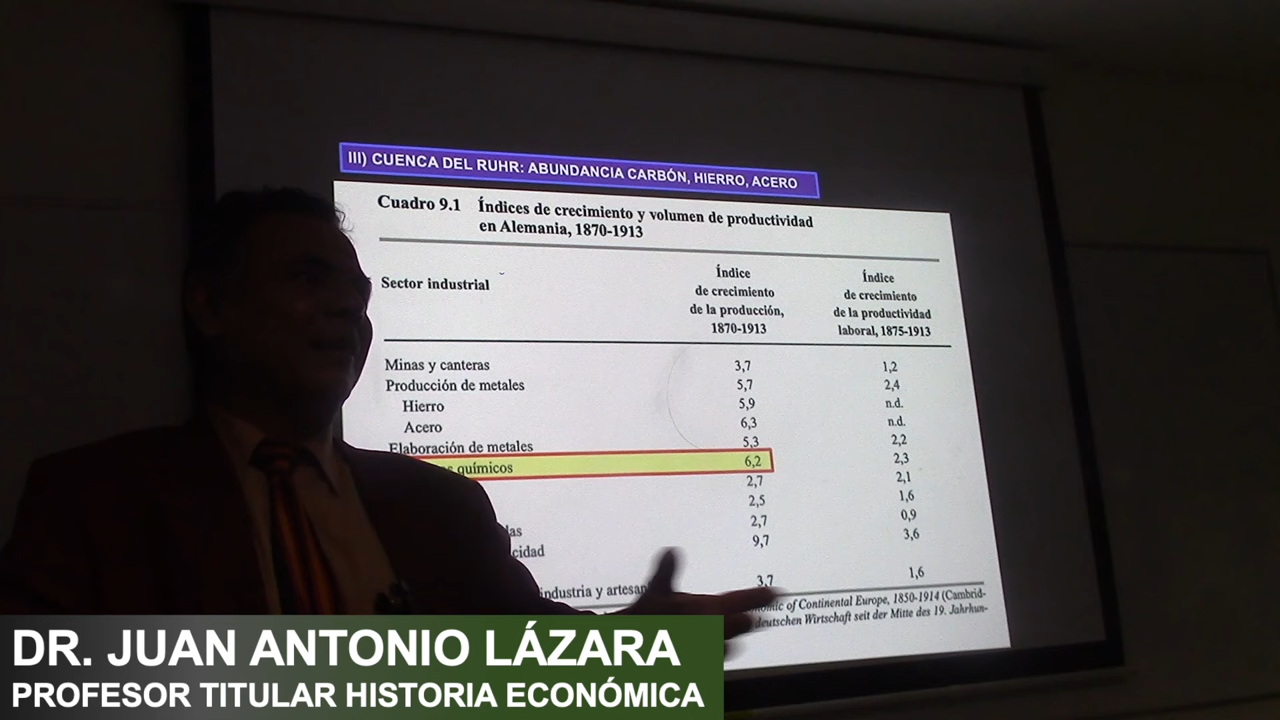 III) CUENCA DEL RUHR: ABUNDANCIA CARBÓN, HIERRO, ACERO
Cuadro 9.1 Índices de crecimiento y volumen de productividad
en Alemania, 1870-1913
Sector industrial
Índice
de crecimiento
de la producción,
1870-1913
Índice
de crecimiento
de la productividad
laboral, 1875-1913
Minas y canteras 3,7 1,2
Producción de metales 5,7 2,4
Hierro 5,9 n.d.
Acero 6,3 n.d.
Elaboración de metales 5,3 2,2
químicos 6,2 2,3
2,7 2,1
2,5 1,6
das 2,7 0,9
cidad 9,7 3,6
industria y artesan 3,7 1,6
of Continental Europe, 1850-1914 (Cambrid-
deutschen Wirtschaft seit der Mitte des 19. Jahrhun-
DR. JUAN ANTONIO LÁZARA
PROFESOR TITULAR HISTORIA ECONÓMICA